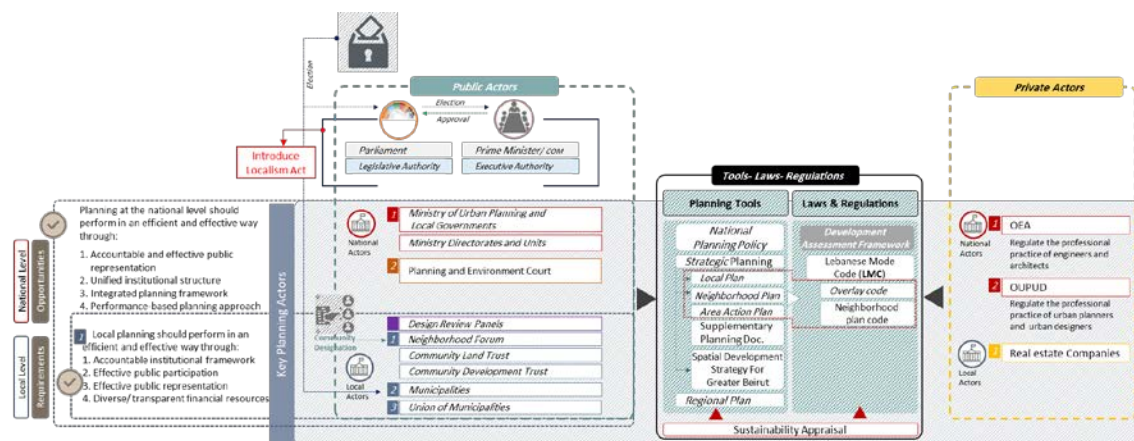 Election
Public Actors
Private Actors
Election
Approval
Parliament
Legislative Authority
Prime Minister/ COM
Executive Authority
Introduce
Localism Act
Tools- Laws- Regulations
National Level
Opportunities
Local Level
Requirements
Planning at the national level should
perform in an efficient and effective way
through:
1. Accountable and effective public
representation
2. Unified institutional structure
3. Integrated planning framework
4. Performance-based planning approach
Local planning should perform in an
efficient and effective way through:
1. Accountable institutional framework
2. Effective public participation
3. Effective public representation
4. Diverse/ transparent financial resources
Key Planning Actors
National
Actors
1 Ministry of Urban Planning and
Local Governments
Ministry Directorates and Units
2 Planning and Environment Court
Community
Designation
Local
Actors
Design Review Panels
1 Neighborhood Forum
Community Land Trust
Community Development Trust
2 Municipalities
3 Union of Municipalities
Planning Tools
National
Planning Policy
Strategic Planning
Local Plan
Neighborhood Plan
Area Action Plan
Supplementary
Planning Doc.
Spatial Development
Strategy For
Greater Beirut
Regional Plan
Laws & Regulations
Development
Assessment Framework
Lebanese Mode
Code (LMC)
Overlay code
Neighborhood
plan code
Sustainability Appraisal
National
Actors
1 OEA
Regulate the professional
practice of engineers and
architects
2 OUPUD
Regulate the professional
practice of urban planners
and urban designers
Local
Actors
3 Real estate Companies